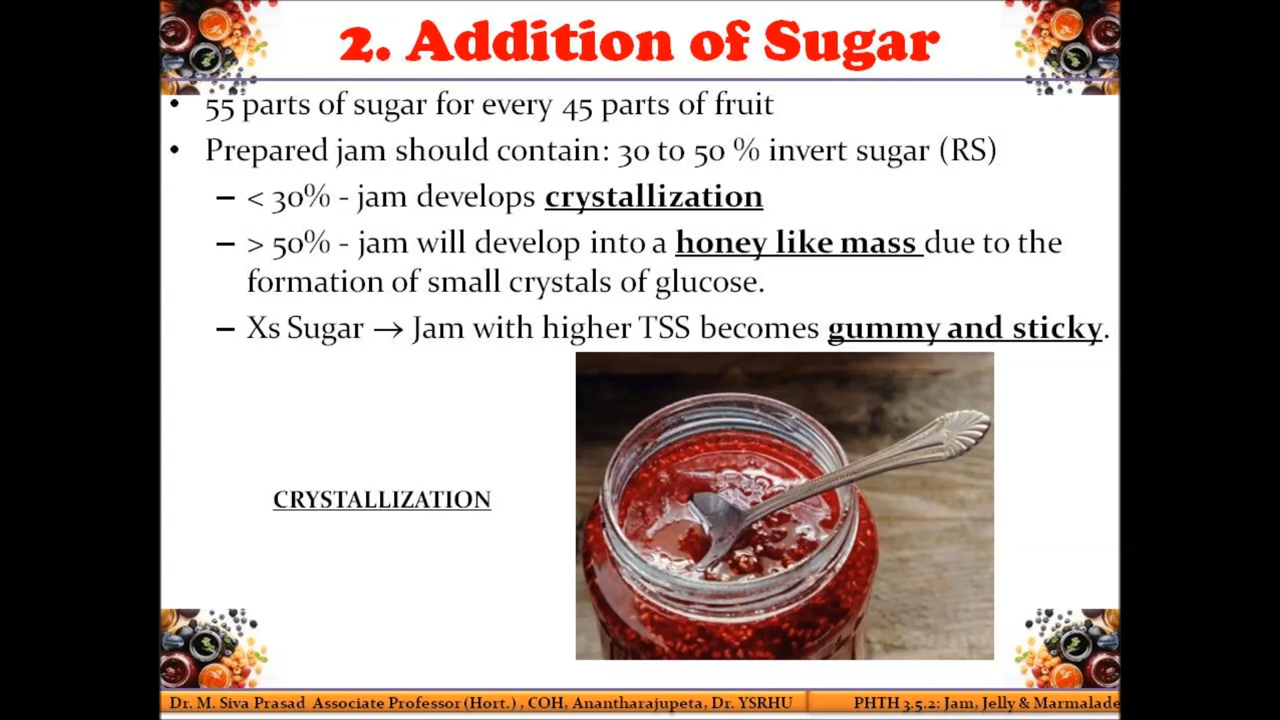 2. Addition of Sugar
• 55 parts of sugar for every 45 parts of fruit
• Prepared jam should contain: 30 to 50 % invert sugar (RS)
– < 30% - jam develops crystallization
– > 50% - jam will develop into a honey like mass due to the
formation of small crystals of glucose.
– Xs Sugar → Jam with higher TSS becomes gummy and sticky.
CRYSTALLIZATION
Dr. M. Siva Prasad Associate Professor (Hort.) , COH, Anantharajupeta, Dr. YSRHU
PHTH 3.5.2: Jam, Jelly & Marmalade